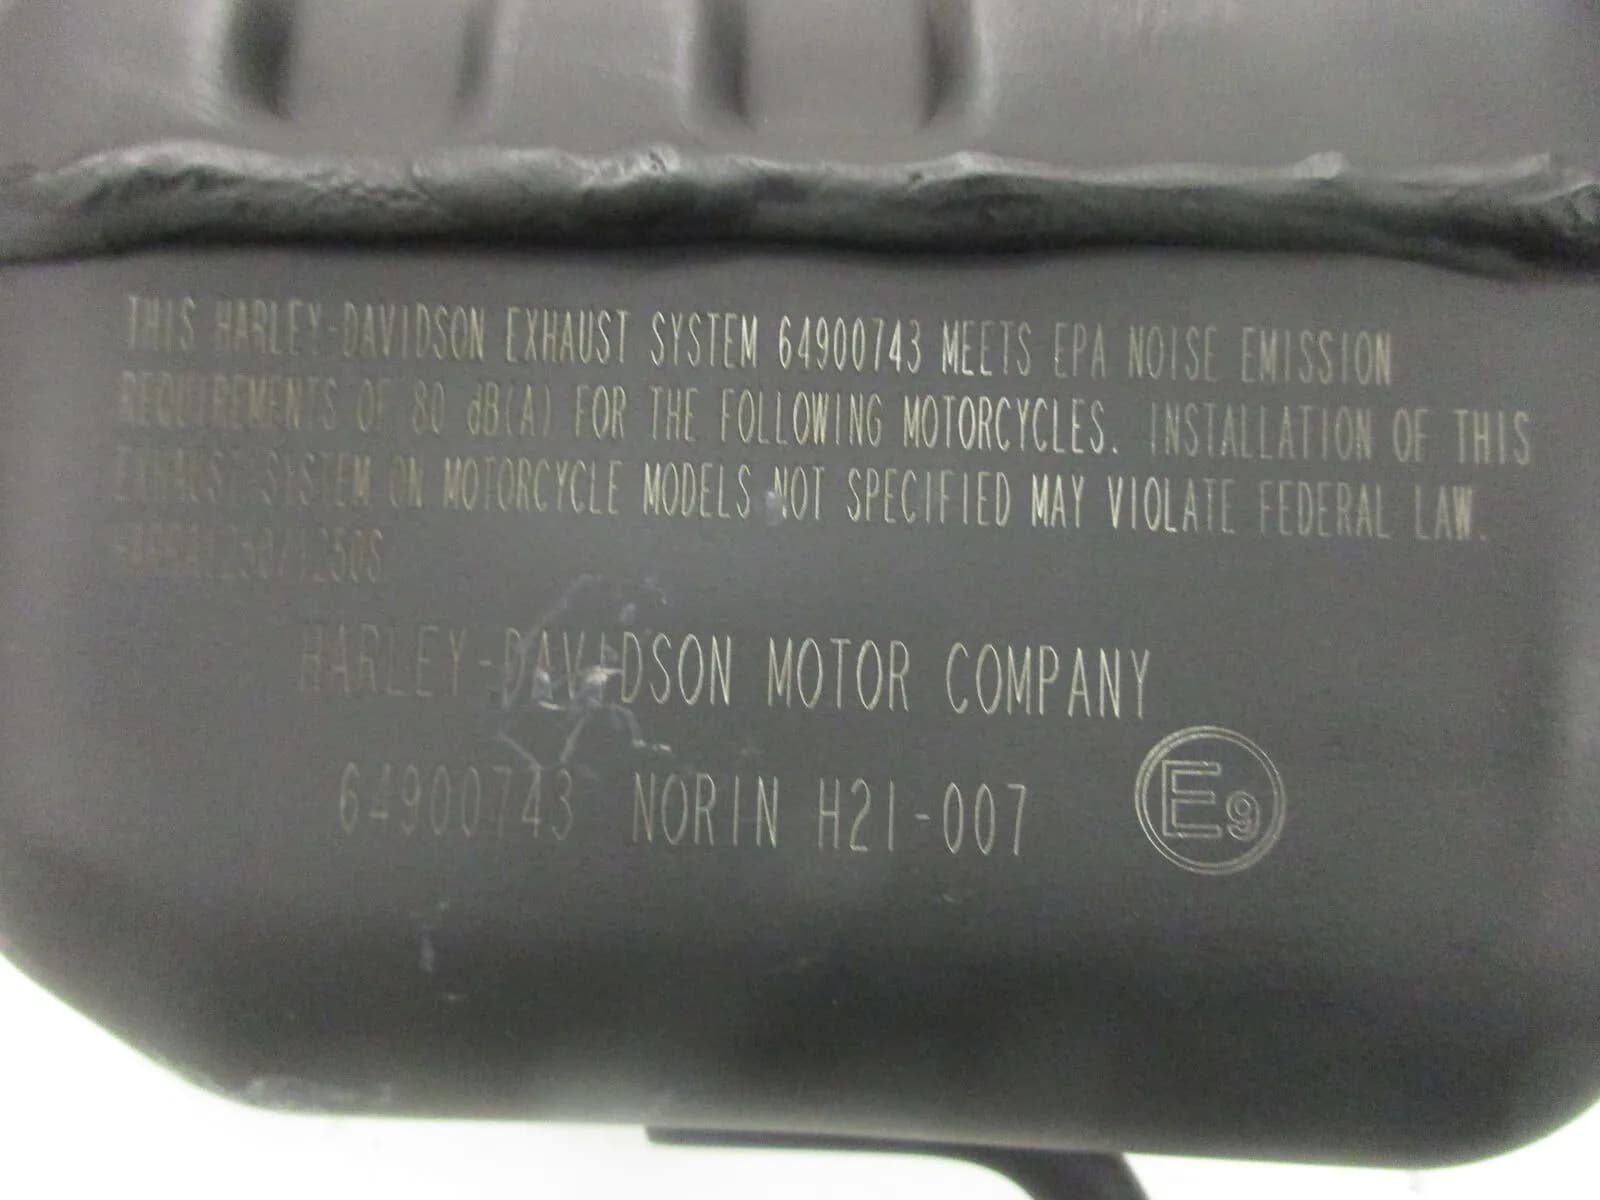 THIS HARLEY-DAVIDSON EXHAUST SYSTEM 64900743 MEETS EPA NOISE EMISSION
REQUIREMENTS OF 80 dB(A) FOR THE FOLLOWING MOTORCYCLES. INSTALLATION OF THIS
EXHAUST SYSTEM ON MOTORCYCLE MODELS NOT SPECIFIED MAY VIOLATE FEDERAL LAW.
HARLEY-DAVIDSON MOTOR COMPANY
64900743 NORIN H21-007 E9